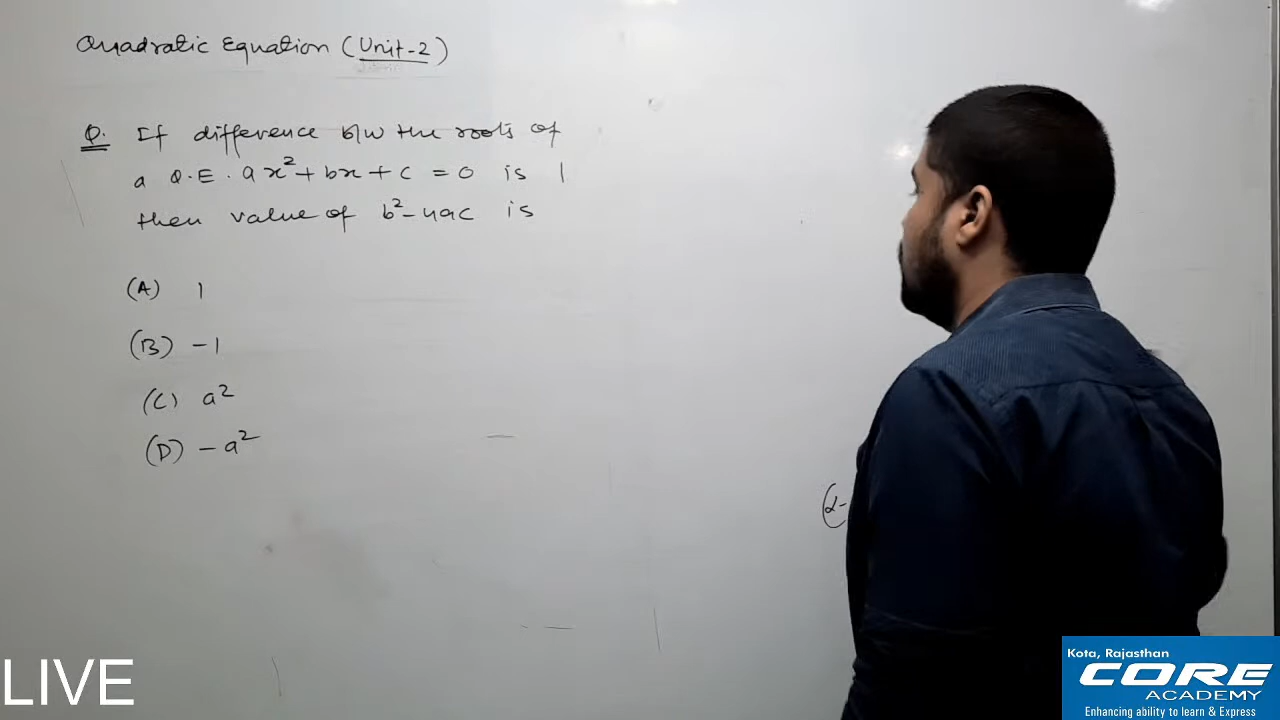 Quadratic Equation (Unit-2)
Q. If difference b/w the roots of
a Q.E. ax²+bx+c = 0 is 1
then value of b²-4ac is
(A) 1
(B) -1
(C) a²
(D) -a²
(α-
LIVE
Kota, Rajasthan
CORE
ACADEMY
Enhancing ability to learn & Express